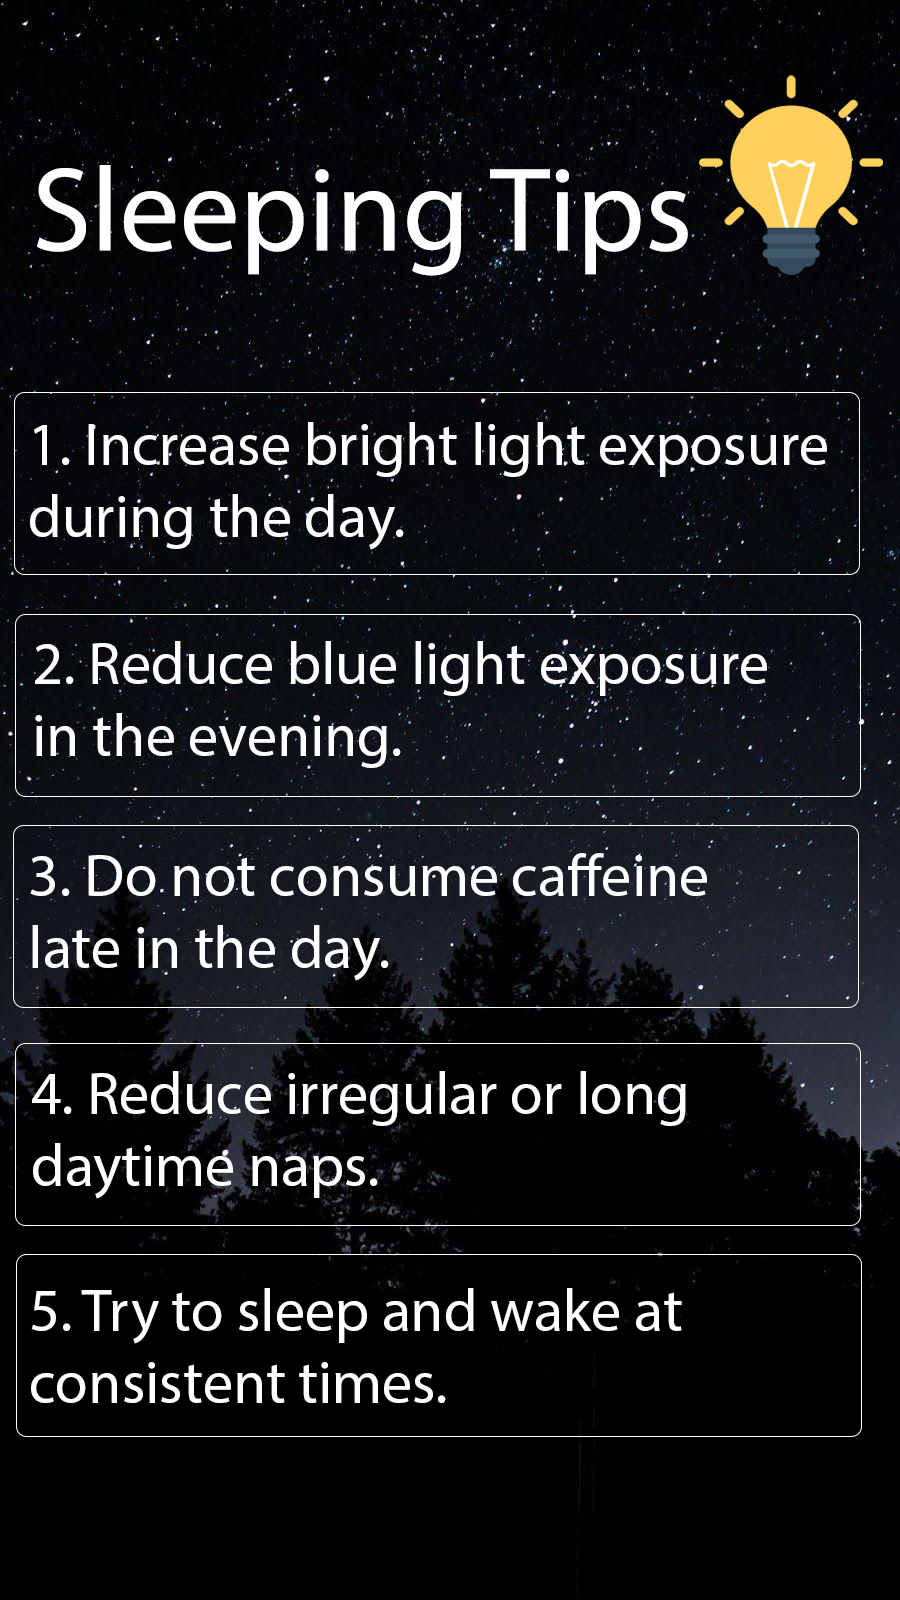 Sleeping Tips
1. Increase bright light exposure
during the day.
2. Reduce blue light exposure
in the evening.
3. Do not consume caffeine
late in the day.
4. Reduce irregular or long
daytime naps.
5. Try to sleep and wake at
consistent times.